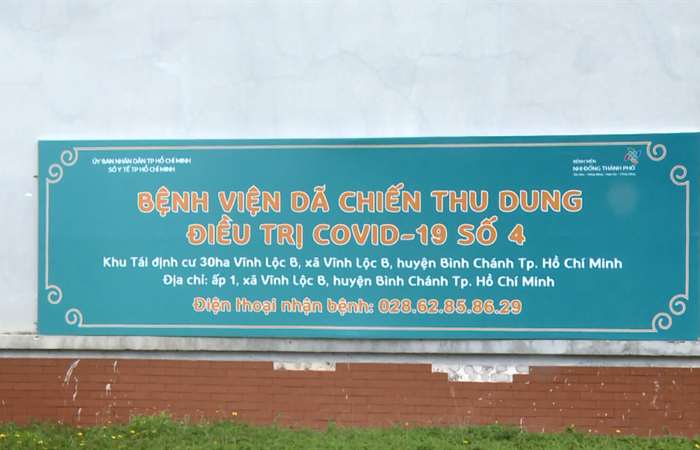 ỦY BAN NHÂN DÂN TP HỒ CHÍ MINH
SỞ Y TẾ TP HỒ CHÍ MINH
BỆNH VIỆN
NHI ĐỒNG THÀNH PHỐ
BỆNH VIỆN DÃ CHIẾN THU DUNG
ĐIỀU TRỊ COVID-19 SỐ 4
Khu Tái định cư 30ha Vĩnh Lộc B, xã Vĩnh Lộc B, huyện Bình Chánh Tp. Hồ Chí Minh
Địa chỉ: ấp 1, xã Vĩnh Lộc B, huyện Bình Chánh Tp. Hồ Chí Minh
Điện thoại nhận bệnh: 028.62.85.86.29